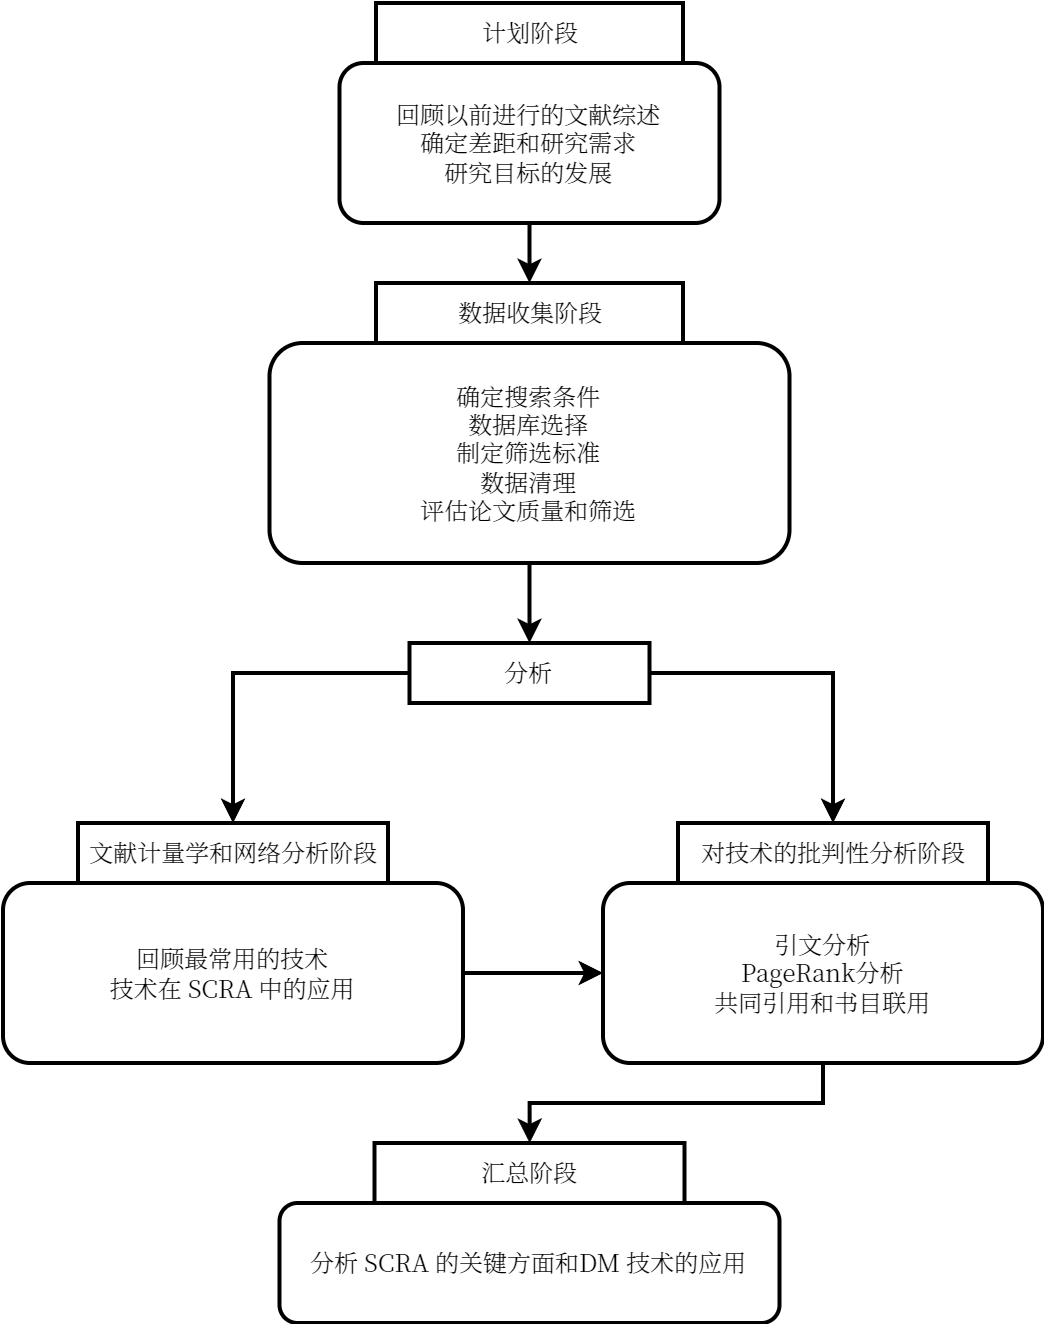 计划阶段
回顾以前进行的文献综述
确定差距和研究需求
研究目标的发展
数据收集阶段
确定搜索条件
数据库选择
制定筛选标准
数据清理
评估论文质量和筛选
分析
文献计量学和网络分析阶段
回顾最常用的技术
技术在 SCRA 中的应用
对技术的批判性分析阶段
引文分析
PageRank分析
共同引用和书目联用
汇总阶段
分析 SCRA 的关键方面和DM 技术的应用